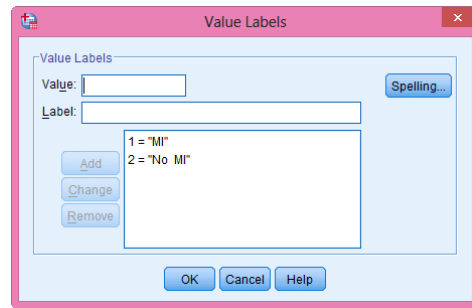 Value Labels
Value Labels
Value:
Spelling...
Label:
1 = "MI"
2 = "No MI"
Add
Change
Remove
OK Cancel Help